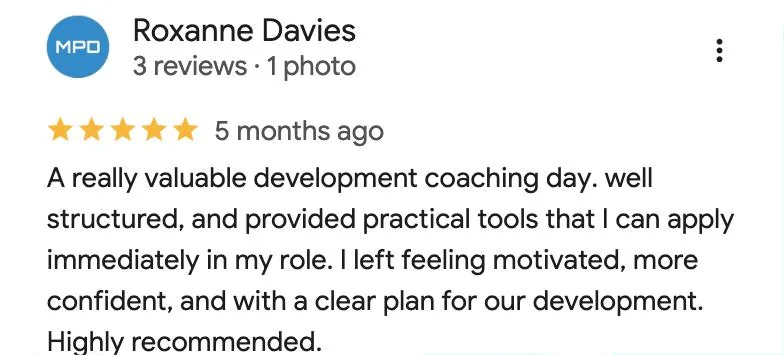 MPD
Roxanne Davies
3 reviews · 1 photo
5 months ago
A really valuable development coaching day. well
structured, and provided practical tools that I can apply
immediately in my role. I left feeling motivated, more
confident, and with a clear plan for our development.
Highly recommended.